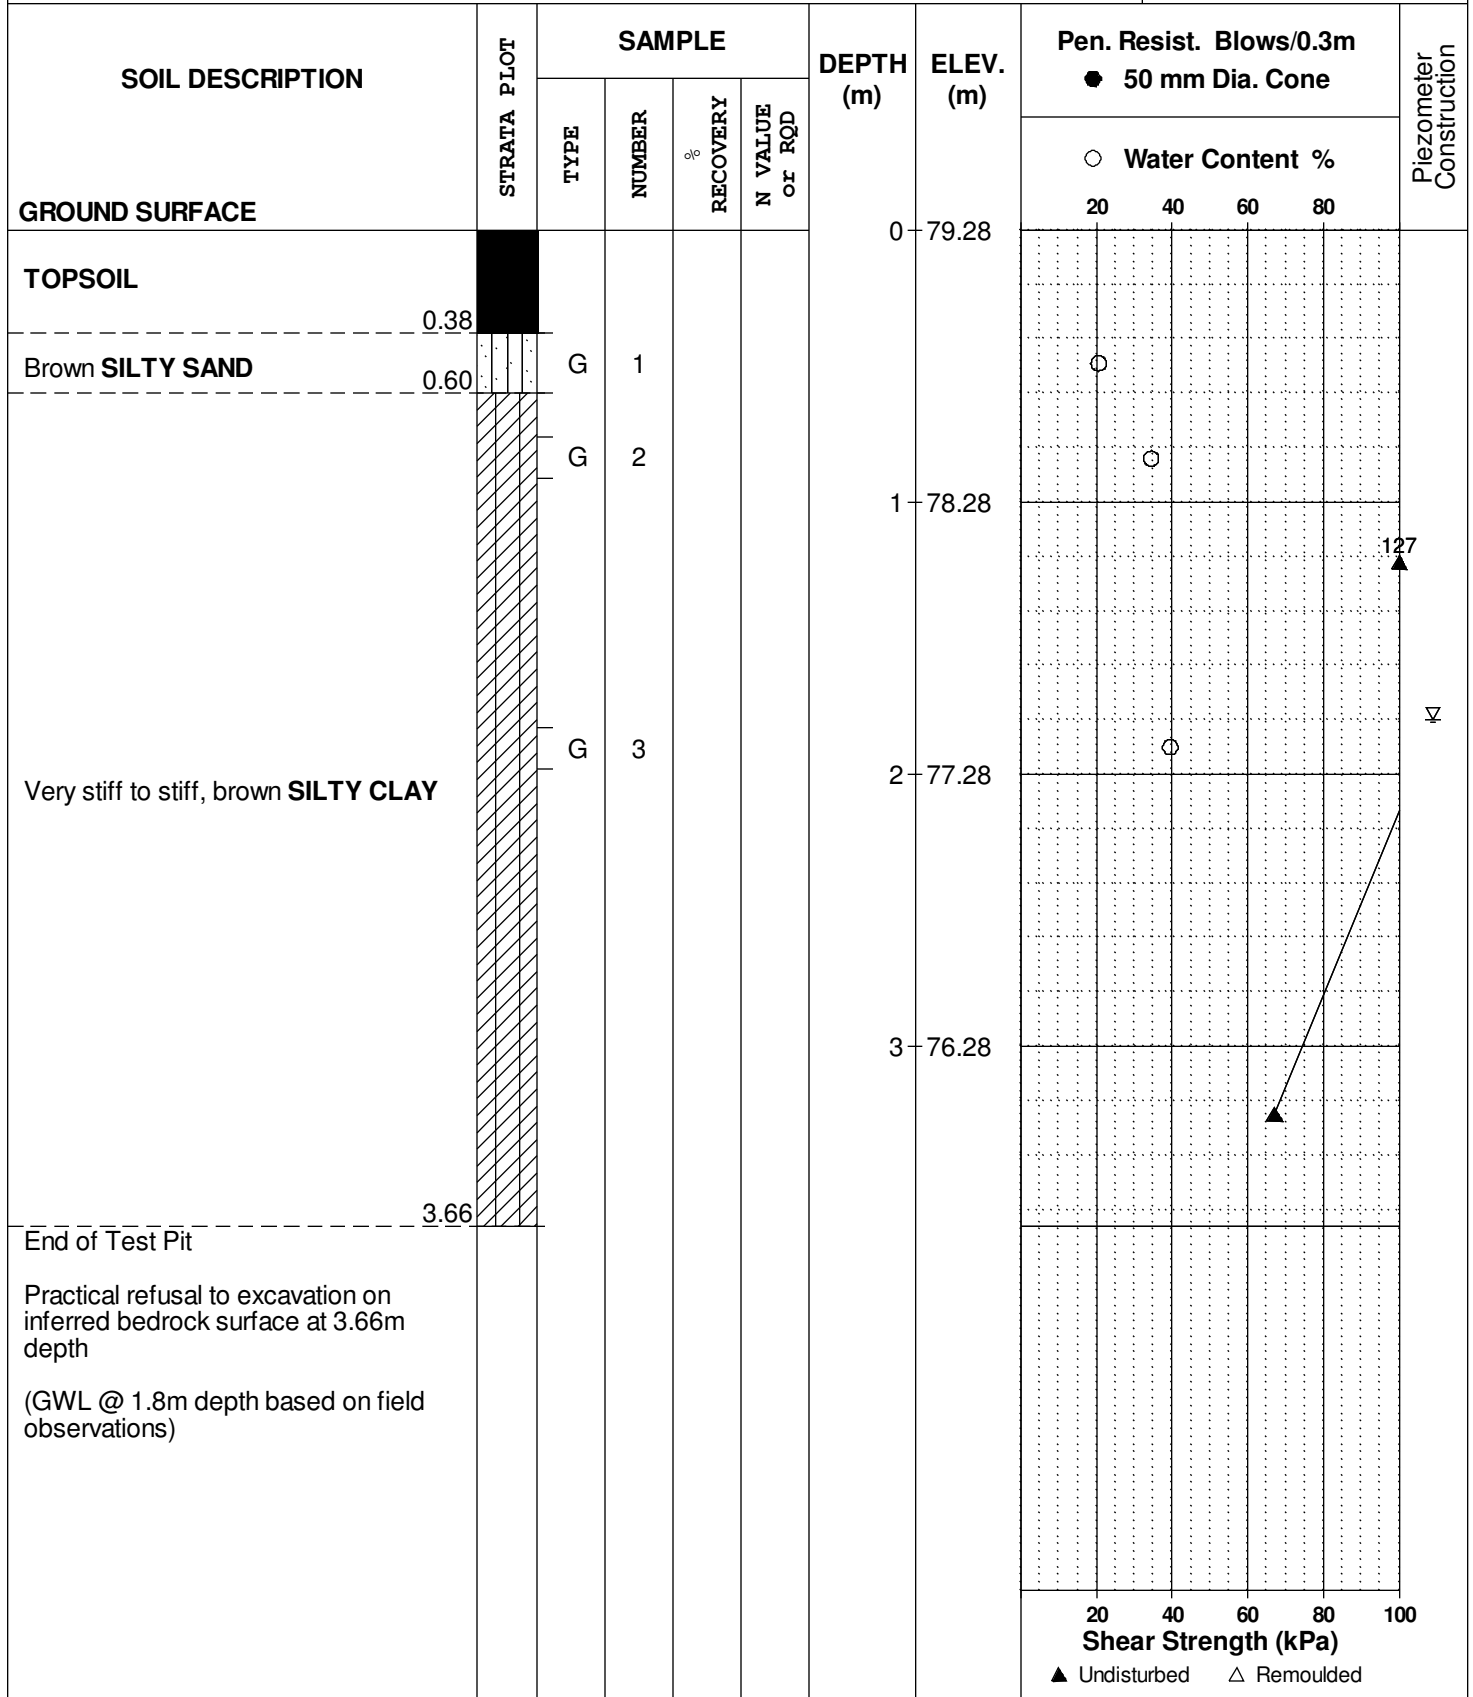 SOIL DESCRIPTION
GROUND SURFACE
STRATA PLOT
SAMPLE
TYPE
NUMBER
%
RECOVERY
N VALUE
or RQD
DEPTH
(m)
ELEV.
(m)
Pen. Resist. Blows/0.3m
● 50 mm Dia. Cone
○ Water Content %
20 40 60 80
Piezometer
Construction
0 79.28
TOPSOIL
0.38
Brown SILTY SAND
0.60
G 1
G 2
1 78.28
127
G 3
2 77.28
Very stiff to stiff, brown SILTY CLAY
3 76.28
3.66
End of Test Pit
Practical refusal to excavation on
inferred bedrock surface at 3.66m
depth
(GWL @ 1.8m depth based on field
observations)
20 40 60 80 100
Shear Strength (kPa)
▲ Undisturbed △ Remoulded